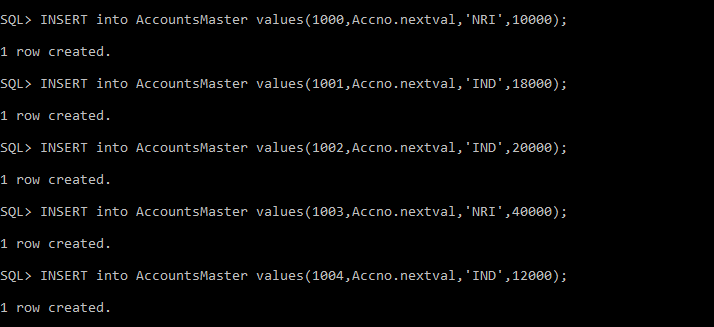 SQL> INSERT into AccountsMaster values(1000,Accno.nextval,'NRI',10000);
1 row created.
SQL> INSERT into AccountsMaster values(1001,Accno.nextval,'IND',18000);
1 row created.
SQL> INSERT into AccountsMaster values(1002,Accno.nextval,'IND',20000);
1 row created.
SQL> INSERT into AccountsMaster values(1003,Accno.nextval,'NRI',40000);
1 row created.
SQL> INSERT into AccountsMaster values(1004,Accno.nextval,'IND',12000);
1 row created.